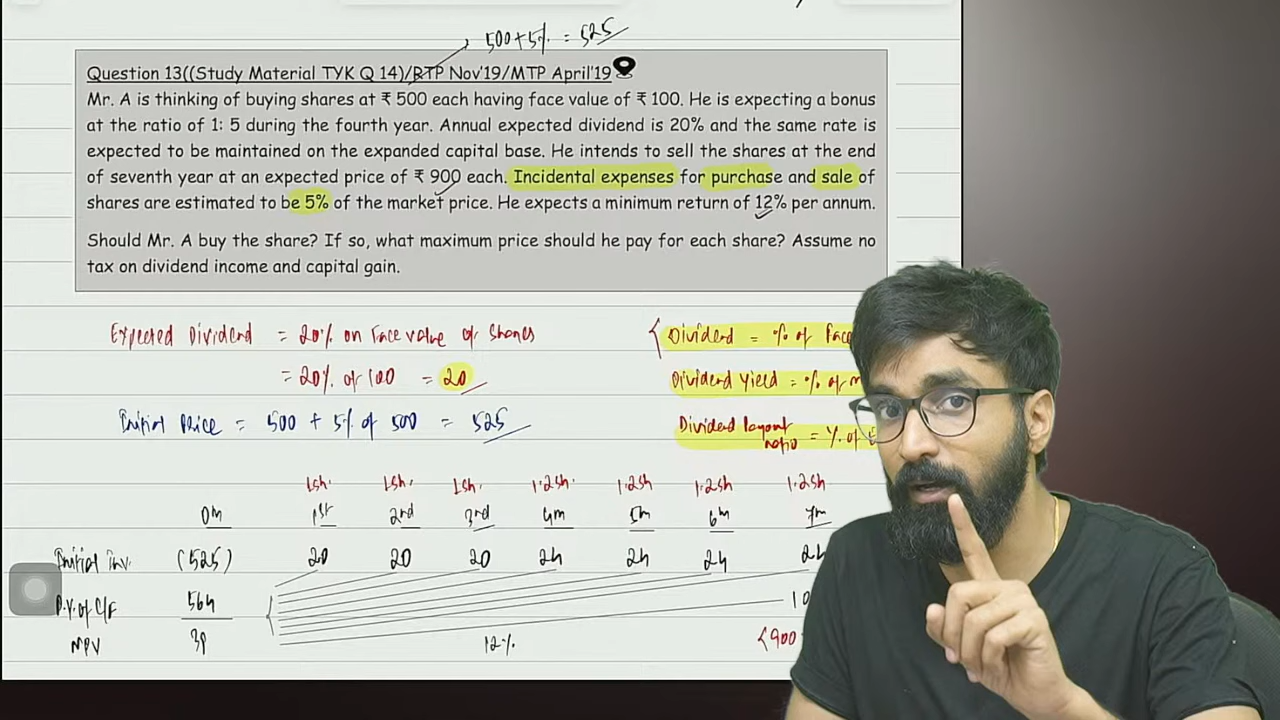 500+5% = 525
Question 13((Study Material TYK Q 14)/RTP Nov'19/MTP April'19
Mr. A is thinking of buying shares at ₹ 500 each having face value of ₹ 100. He is expecting a bonus
at the ratio of 1: 5 during the fourth year. Annual expected dividend is 20% and the same rate is
expected to be maintained on the expanded capital base. He intends to sell the shares at the end
of seventh year at an expected price of ₹ 900 each. Incidental expenses for purchase and sale of
shares are estimated to be 5% of the market price. He expects a minimum return of 12% per annum.
Should Mr. A buy the share? If so, what maximum price should he pay for each share? Assume no
tax on dividend income and capital gain.
Expected Dividend = 20% on Face value of Shares
= 20% of 100 = 20
Initial Price = 500 + 5% of 500 = 525
Dividend = % of Face
Dividend Yield = % of m
Dividend payout ratio = % of
1sh. 1sh. 1sh. 1.2sh. 1.2sh 1.2sh 1.2sh
0th 1st 2nd 3rd 4th 5th 6th 7th
Initial Inv. (525) 20 20 20 24 24 24 24
P.V. of C/F 564 10
NPV 39 12% (900